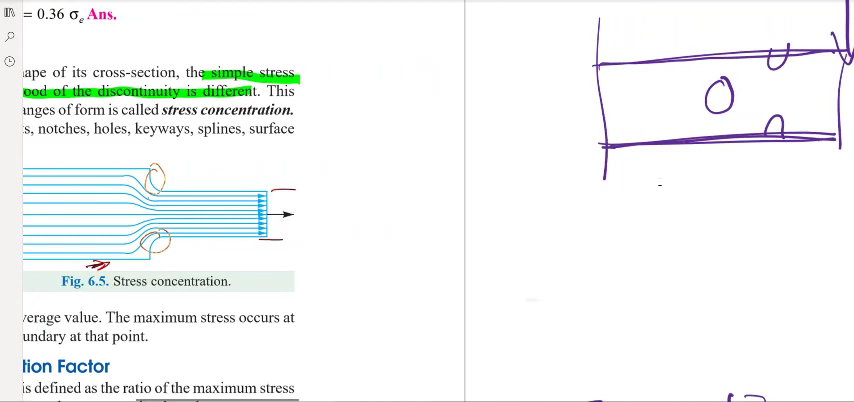 = 0.36 σe Ans.
ape of its cross-section, the simple stress
ood of the discontinuity is different. This
anges of form is called stress concentration.
s, notches, holes, keyways, splines, surface
Fig. 6.5. Stress concentration.
verage value. The maximum stress occurs at
undary at that point.
tion Factor
is defined as the ratio of the maximum stress